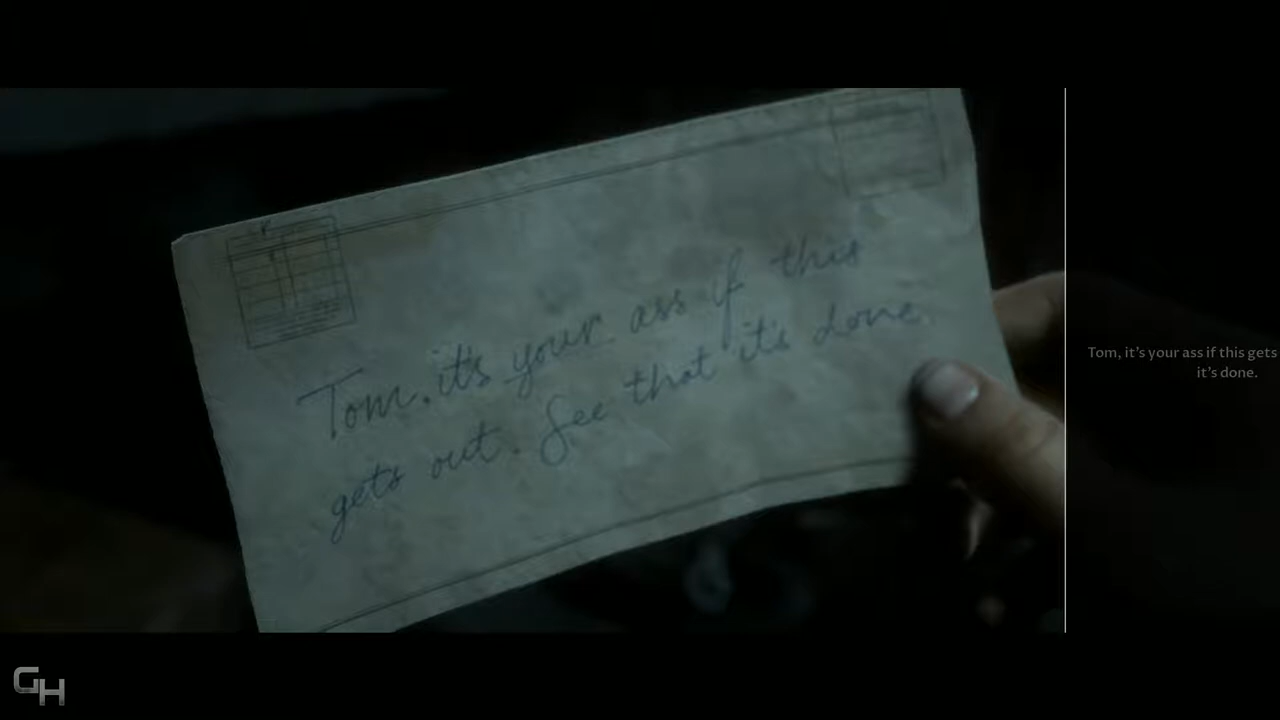 Tom, it's your ass if this
gets out. See that it's done.
Tom, it's your ass if this gets
it's done.
GH